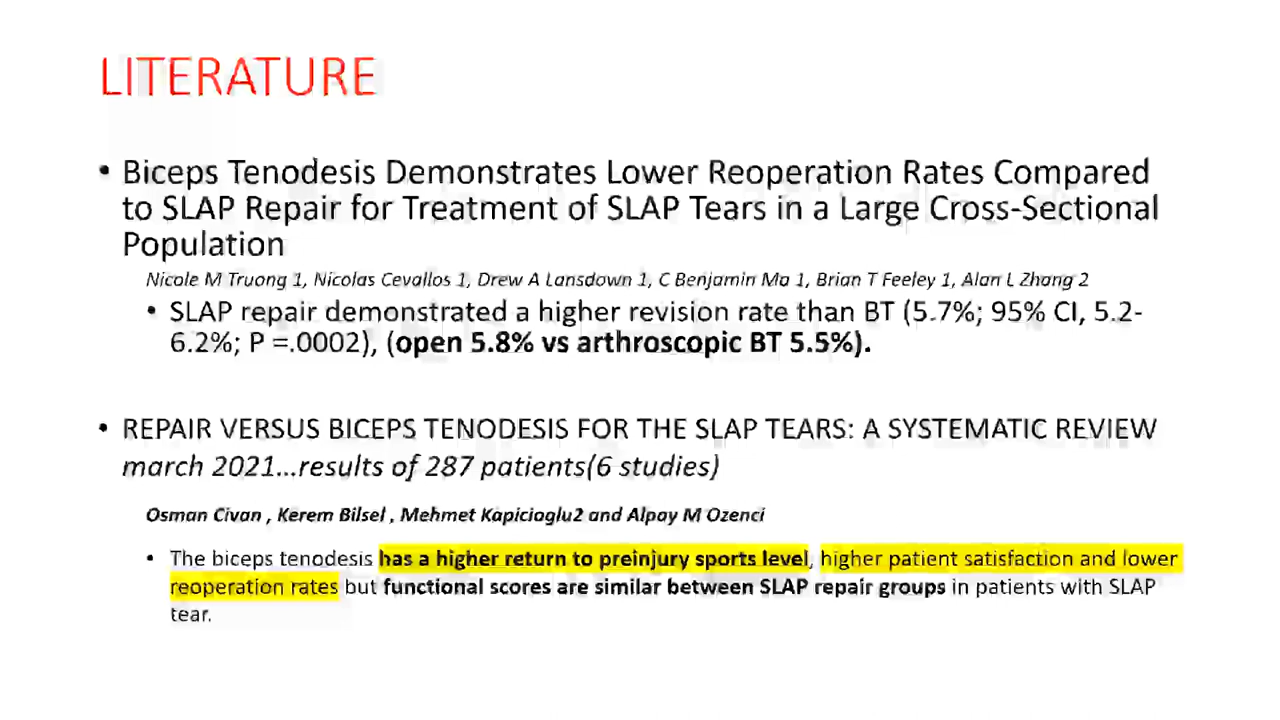 LITERATURE
• Biceps Tenodesis Demonstrates Lower Reoperation Rates Compared
to SLAP Repair for Treatment of SLAP Tears in a Large Cross-Sectional
Population
Nicole M Truong 1, Nicolas Cevallos 1, Drew A Lansdown 1, C Benjamin Ma 1, Brian T Feeley 1, Alan L Zhang 2
• SLAP repair demonstrated a higher revision rate than BT (5.7%; 95% CI, 5.2-
6.2%; P =.0002), (open 5.8% vs arthroscopic BT 5.5%).
• REPAIR VERSUS BICEPS TENODESIS FOR THE SLAP TEARS: A SYSTEMATIC REVIEW
march 2021...results of 287 patients(6 studies)
Osman Civan , Kerem Bilsel , Mehmet Kapicioglu2 and Alpay M Ozenci
• The biceps tenodesis has a higher return to preinjury sports level, higher patient satisfaction and lower
reoperation rates but functional scores are similar between SLAP repair groups in patients with SLAP
tear.